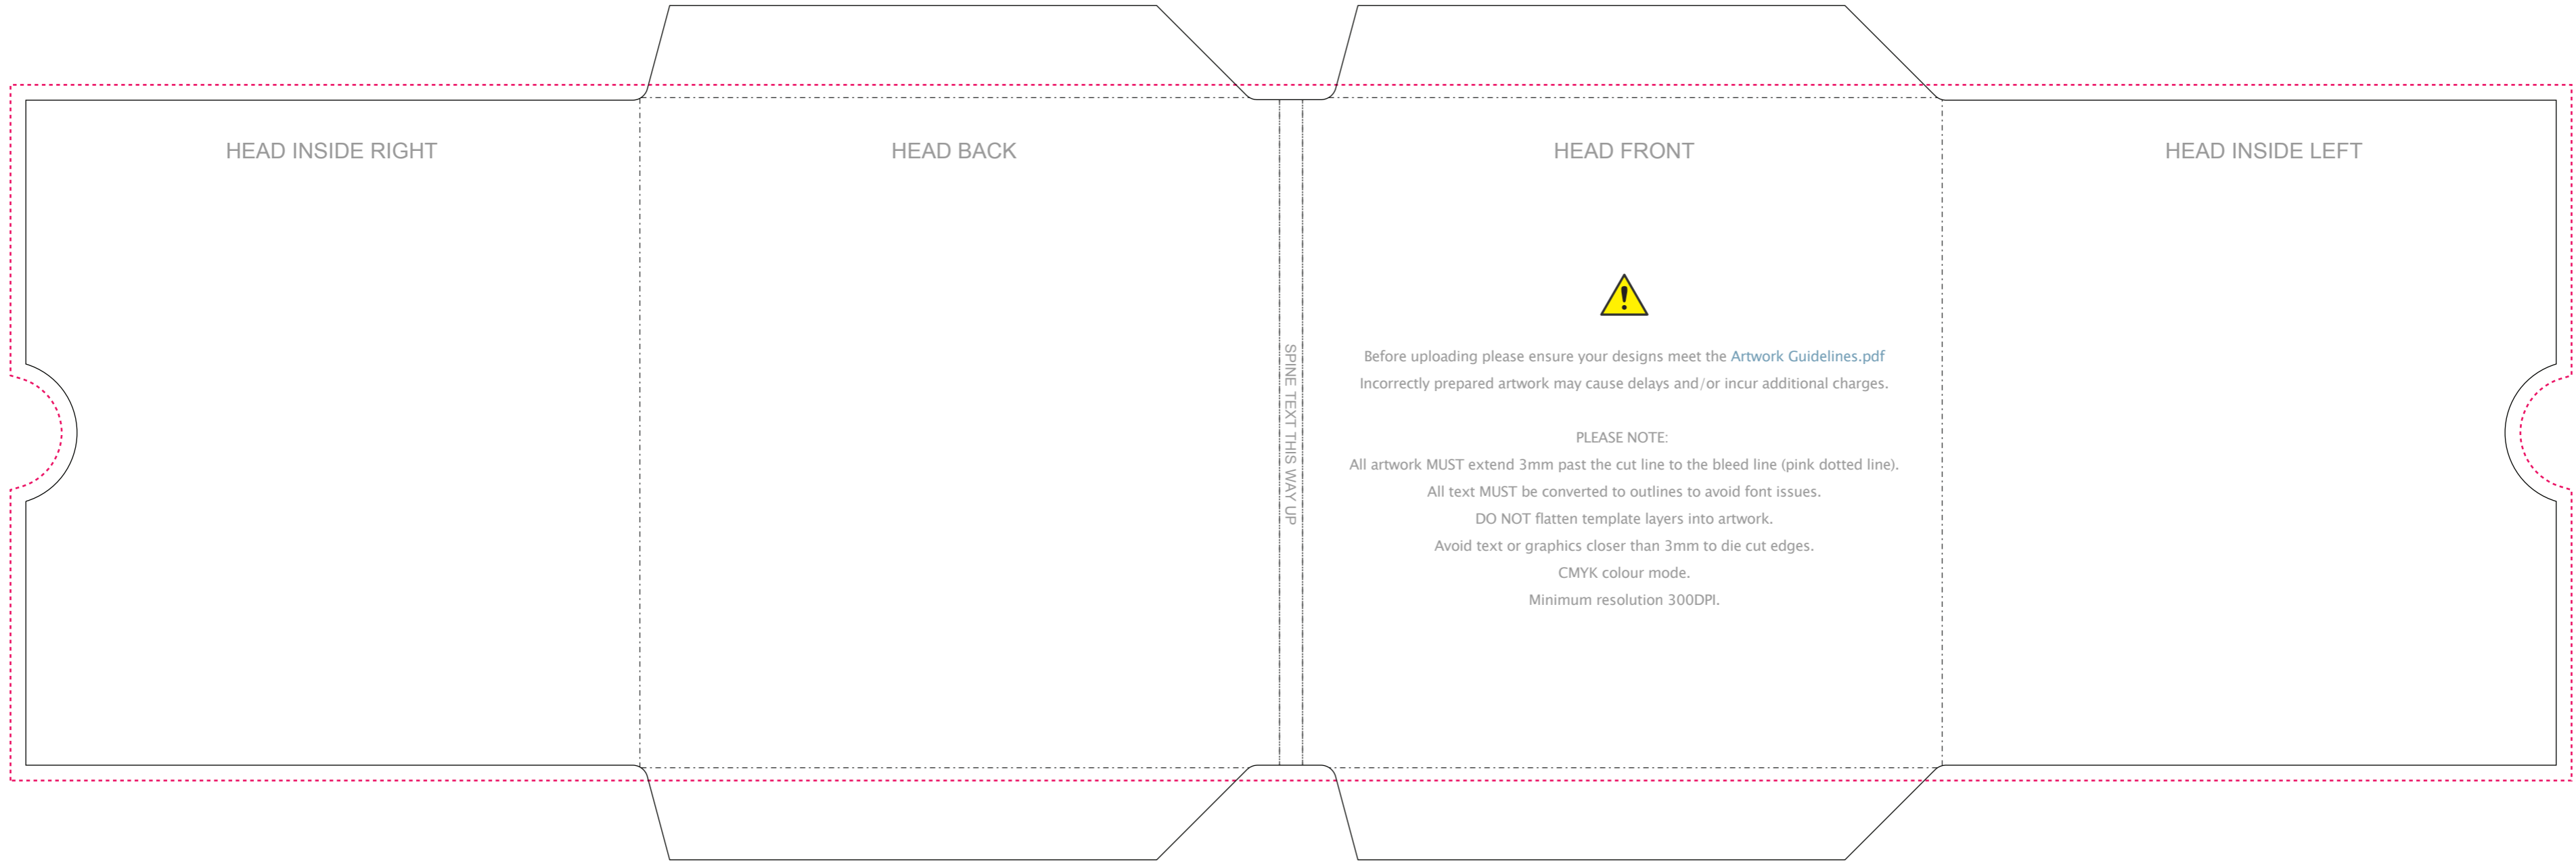 HEAD INSIDE RIGHT
HEAD BACK
HEAD FRONT
HEAD INSIDE LEFT
SPINE TEXT THIS WAY UP
Before uploading please ensure your designs meet the Artwork Guidelines.pdf
Incorrectly prepared artwork may cause delays and/or incur additional charges.
PLEASE NOTE:
All artwork MUST extend 3mm past the cut line to the bleed line (pink dotted line).
All text MUST be converted to outlines to avoid font issues.
DO NOT flatten template layers into artwork.
Avoid text or graphics closer than 3mm to die cut edges.
CMYK colour mode.
Minimum resolution 300DPI.